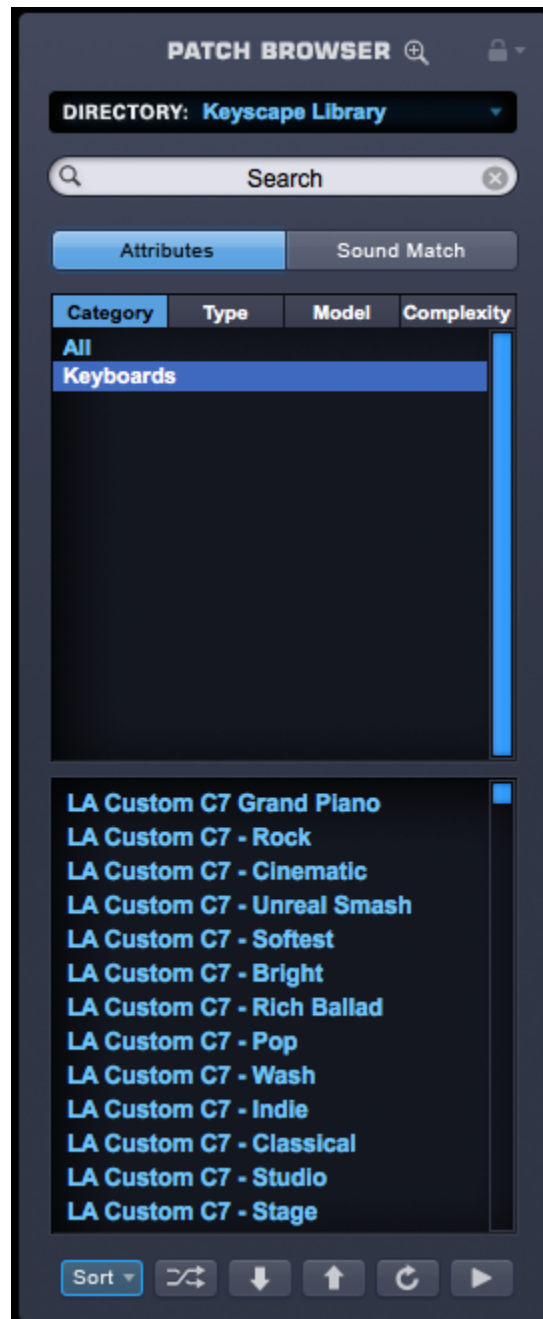 PATCH BROWSER
DIRECTORY: Keyscape Library
Search
Attributes Sound Match
Category Type Model Complexity
All
Keyboards
LA Custom C7 Grand Piano
LA Custom C7 - Rock
LA Custom C7 - Cinematic
LA Custom C7 - Unreal Smash
LA Custom C7 - Softest
LA Custom C7 - Bright
LA Custom C7 - Rich Ballad
LA Custom C7 - Pop
LA Custom C7 - Wash
LA Custom C7 - Indie
LA Custom C7 - Classical
LA Custom C7 - Studio
LA Custom C7 - Stage
Sort